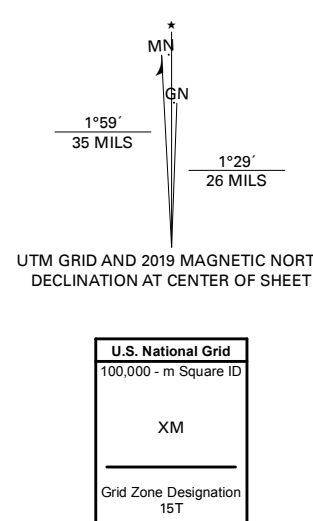 MN
GN
1°59´
35 MILS
1°29´
26 MILS
UTM GRID AND 2019 MAGNETIC NORT
DECLINATION AT CENTER OF SHEET
U.S. National Grid
100,000 - m Square ID
XM
Grid Zone Designation
15T